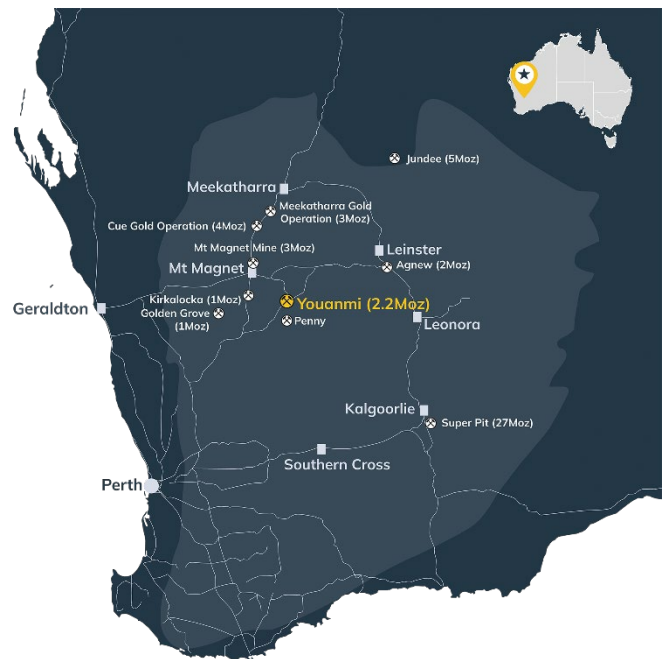 Jundee (5Moz)
Meekatharra
Meekatharra Gold
Operation (3Moz)
Cue Gold Operation (4Moz)
Mt Magnet Mine (3Moz)
Leinster
Mt Magnet
Agnew (2Moz)
Kirkalocka (1Moz)
Youanmi (2.2Moz)
Geraldton
Golden Grove
(1Moz)
Penny
Leonora
Kalgoorlie
Super Pit (27Moz)
Southern Cross
Perth